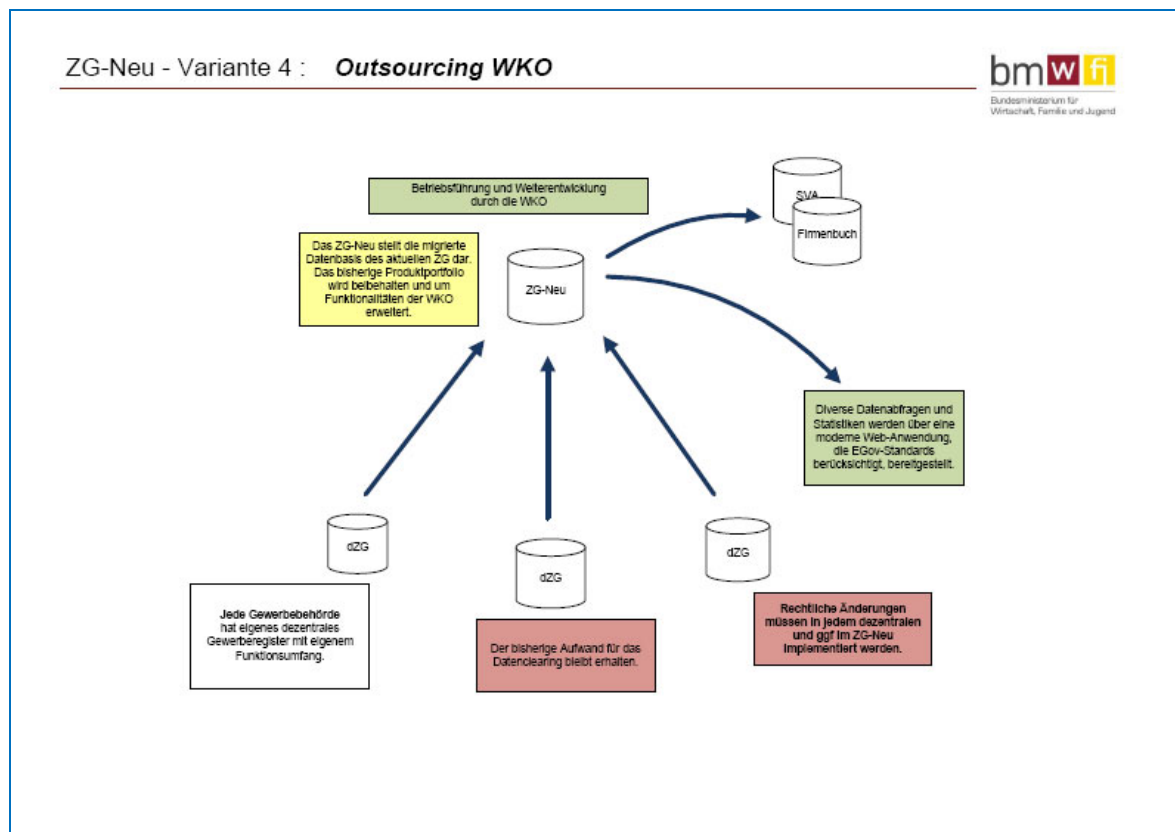 ZG-Neu - Variante 4 : Outsourcing WKO
bmwfj
Bundesministerium für
Wirtschaft, Familie und Jugend
Betriebsführung und Weiterentwicklung
durch die WKO
SVA
Firmenbuch
Das ZG-Neu stellt die migrierte
Datenbasis des aktuellen ZG dar.
Das bisherige Produktportfolio
wird beibehalten und um
Funktionalitäten der WKO
erweitert.
ZG-Neu
Diverse Datenabfragen und
Statistiken werden über eine
moderne Web-Anwendung,
die EGov-Standards
berücksichtigt, bereitgestellt.
dZG
dZG
dZG
Jede Gewerbebehörde
hat eigenes dezentrales
Gewerberegister mit eigenem
Funktionsumfang.
Der bisherige Aufwand für das
Datenclearing bleibt erhalten.
Rechtliche Änderungen
müssen in jedem dezentralen
und ggf im ZG-Neu
implementiert werden.